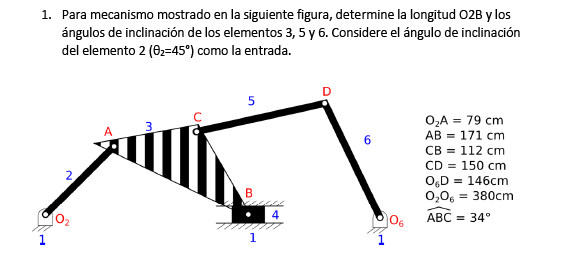 1. Para mecanismo mostrado en la siguiente figura, determine la longitud O2B y los
ángulos de inclinación de los elementos 3, 5 y 6. Considere el ángulo de inclinación
del elemento 2 (θ₂=45°) como la entrada.
D
5
C
3
A
O₂A = 79 cm
AB = 171 cm
6
CB = 112 cm
CD = 150 cm
2
O₆D = 146cm
B
O₂O₆ = 380cm
4
O₂
O₆
ABC = 34°
1
1
1